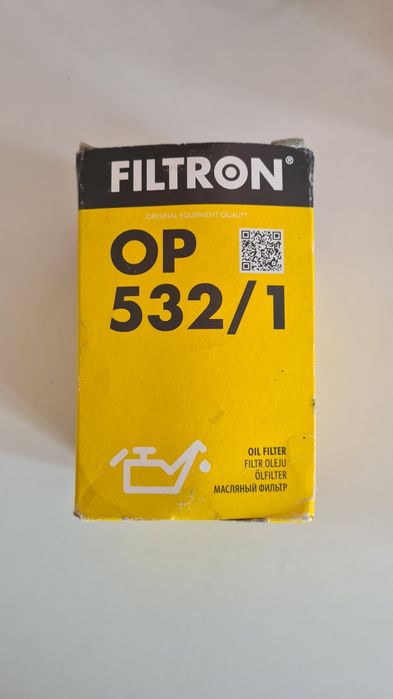 FILTRON®
ORIGINAL EQUIPMENT QUALITY
OP
532/1
OIL FILTER
FILTR OLEJU
ÖLFILTER
МАСЛЯНЫЙ ФИЛЬТР